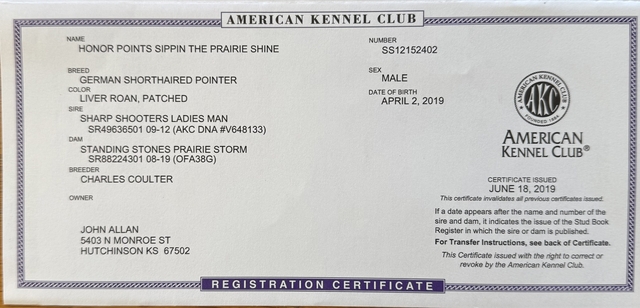 AMERICAN KENNEL CLUB
NAME
HONOR POINTS SIPPIN THE PRAIRIE SHINE
NUMBER
SS12152402
BREED
GERMAN SHORTHAIRED POINTER
SEX
MALE
COLOR
LIVER ROAN, PATCHED
DATE OF BIRTH
APRIL 2, 2019
SIRE
SHARP SHOOTERS LADIES MAN
SR49636501 09-12 (AKC DNA #V648133)
DAM
STANDING STONES PRAIRIE STORM
SR88224301 08-19 (OFA38G)
BREEDER
CHARLES COULTER
OWNER
JOHN ALLAN
5403 N MONROE ST
HUTCHINSON KS 67502
AMERICAN KENNEL CLUB
AKC
FOUNDED 1884
AMERICAN
KENNEL CLUB®
CERTIFICATE ISSUED
JUNE 18, 2019
This certificate invalidates all previous certificates issued.
If a date appears after the name and number of the
sire and dam, it indicates the issue of the Stud Book
Register in which the sire or dam is published.
For Transfer Instructions, see back of Certificate.
This Certificate issued with the right to correct or
revoke by the American Kennel Club.
REGISTRATION CERTIFICATE